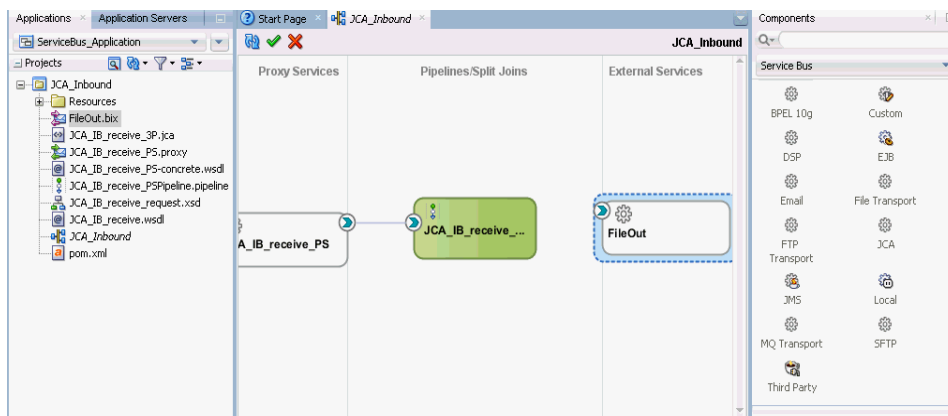 Applications
Application Servers
Start Page
JCA_Inbound
Components
ServiceBus_Application
JCA_Inbound
Projects
Service Bus
JCA_Inbound
Resources
FileOut.bix
JCA_IB_receive_3P.jca
JCA_IB_receive_PS.proxy
JCA_IB_receive_PS-concrete.wsdl
JCA_IB_receive_PSPipeline.pipeline
JCA_IB_receive_request.xsd
JCA_IB_receive.wsdl
JCA_Inbound
pom.xml
Proxy Services
Pipelines/Split Joins
External Services
A_IB_receive_PS
JCA_IB_receive_...
FileOut
BPEL 10g
Custom
DSP
EJB
Email
File Transport
FTP
Transport
JCA
JMS
Local
MQ Transport
SFTP
Third Party